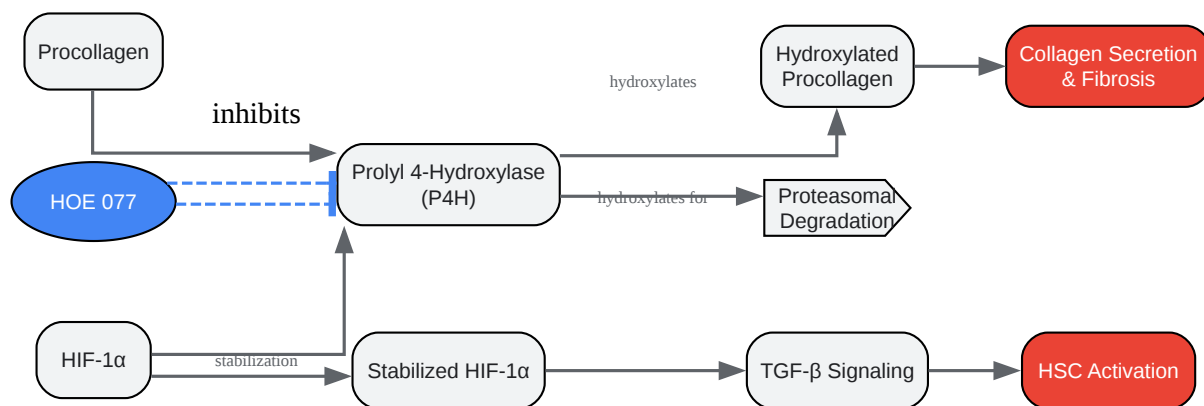 Procollagen
inhibits
HOE 077
Prolyl 4-Hydroxylase
(P4H)
hydroxylates
Hydroxylated
Procollagen
Collagen Secretion
& Fibrosis
hydroxylates for
Proteasomal
Degradation
HIF-1α
stabilization
Stabilized HIF-1α
TGF-β Signaling
HSC Activation